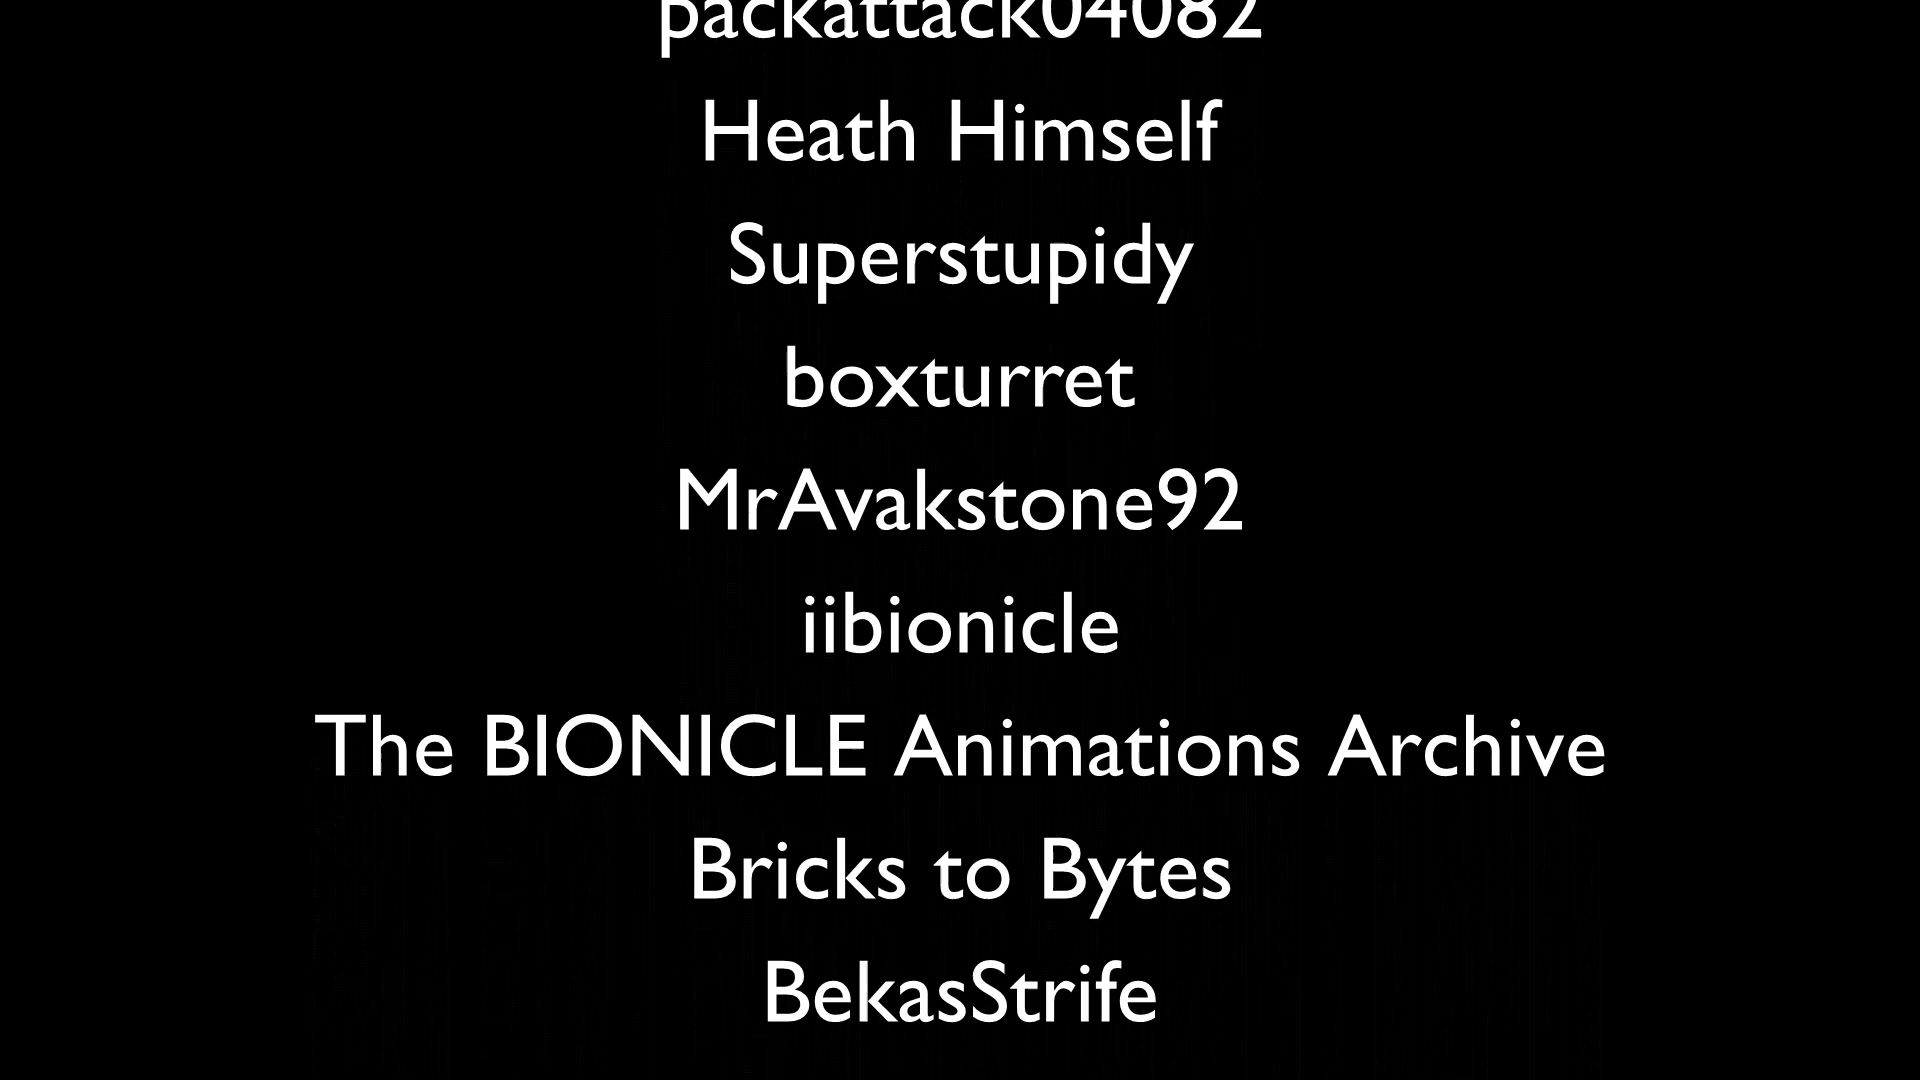 packattack04082
Heath Himself
Superstupidy
boxturret
MrAvakstone92
iibionicle
The BIONICLE Animations Archive
Bricks to Bytes
BekasStrife